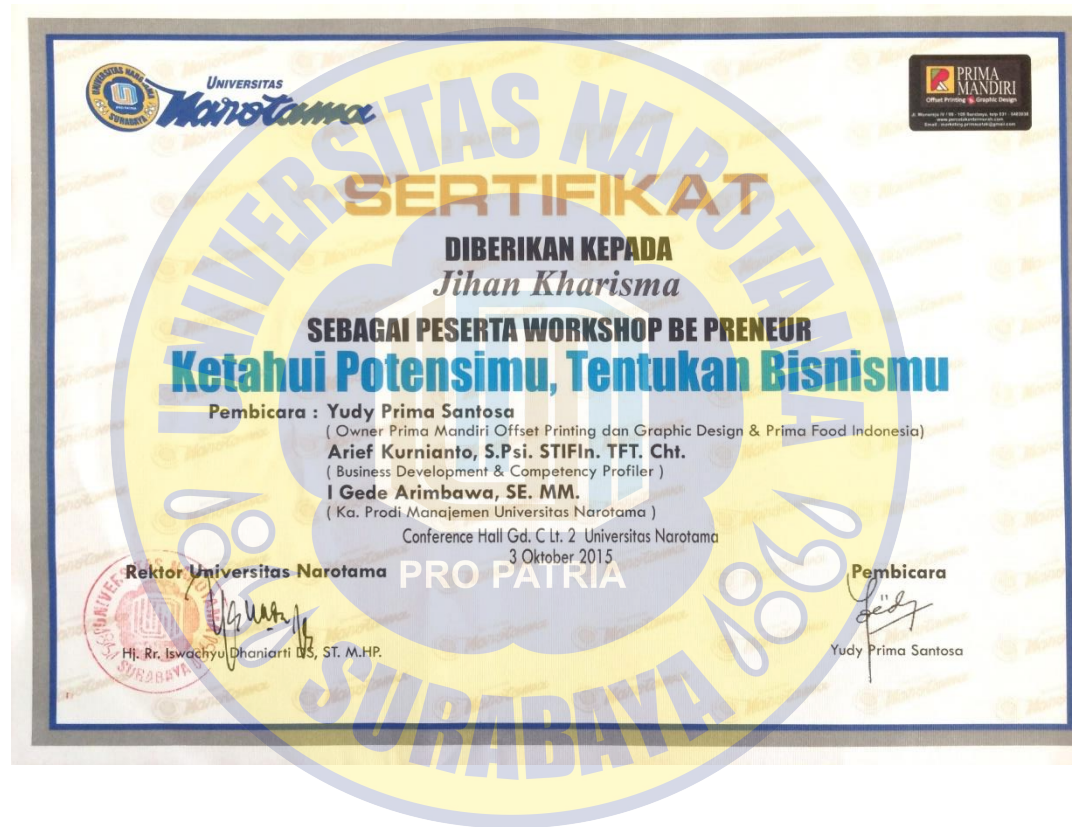 UNIVERSITAS
Narotama
PRIMA
MANDIRI
Offset Printing & Graphic Design
SERTIFIKAT
DIBERIKAN KEPADA
Jihan Kharisma
SEBAGAI PESERTA WORKSHOP BE PRENEUR
Ketahui Potensimu, Tentukan Bisnismu
Pembicara : Yudy Prima Santosa
( Owner Prima Mandiri Offset Printing dan Graphic Design & Prima Food Indonesia)
Arief Kurnianto, S.Psi. STIFIn. TFT. Cht.
( Business Development & Competency Profiler )
I Gede Arimbawa, SE. MM.
( Ka. Prodi Manajemen Universitas Narotama )
Conference Hall Gd. C Lt. 2 Universitas Narotama
3 Oktober 2015
Rektor Universitas Narotama
Pembicara
Hj. Rr. Iswachyu Dhaniarti DS, ST. M.HP.
Yudy Prima Santosa
UNIVERSITAS NAROTAMA
PRO PATRIA
SURABAYA